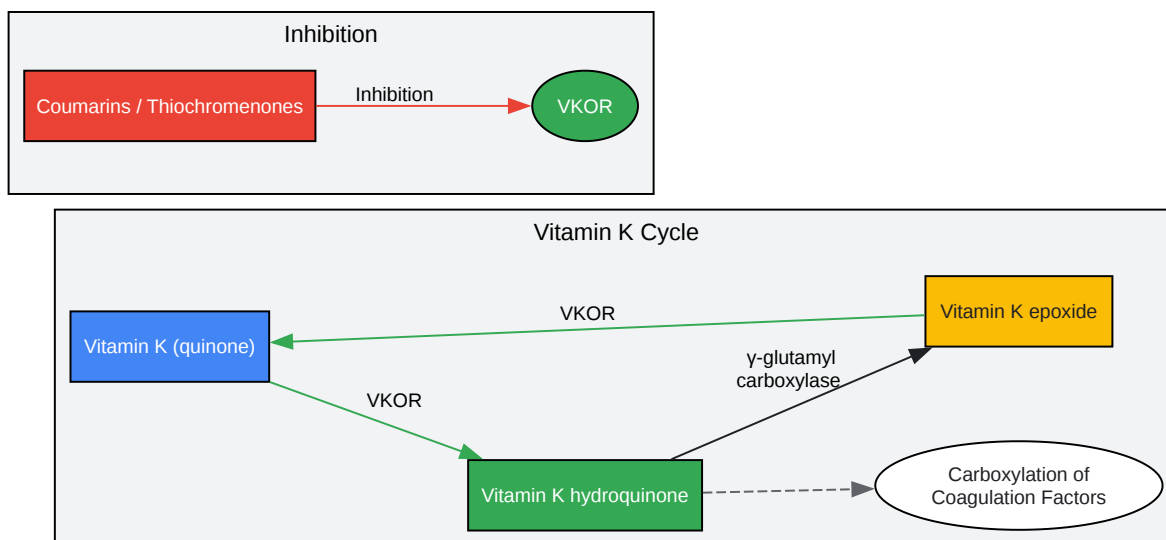 Inhibition
Coumarins / Thiochromenones
Inhibition
VKOR
Vitamin K Cycle
Vitamin K epoxide
VKOR
Vitamin K (quinone)
γ-glutamyl
carboxylase
VKOR
Vitamin K hydroquinone
Carboxylation of
Coagulation Factors